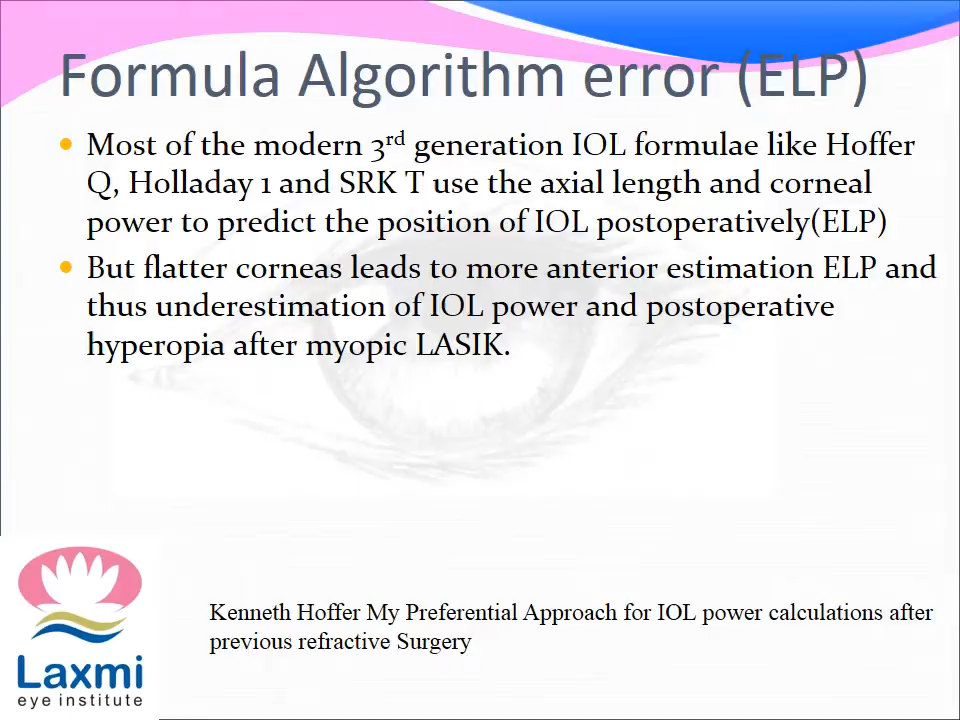 Formula Algorithm error (ELP)
Most of the modern 3rd generation IOL formulae like Hoffer
Q, Holladay 1 and SRK T use the axial length and corneal
power to predict the position of IOL postoperatively(ELP)
But flatter corneas leads to more anterior estimation ELP and
thus underestimation of IOL power and postoperative
hyperopia after myopic LASIK.
Kenneth Hoffer My Preferential Approach for IOL power calculations after
previous refractive Surgery
Laxmi
eye institute